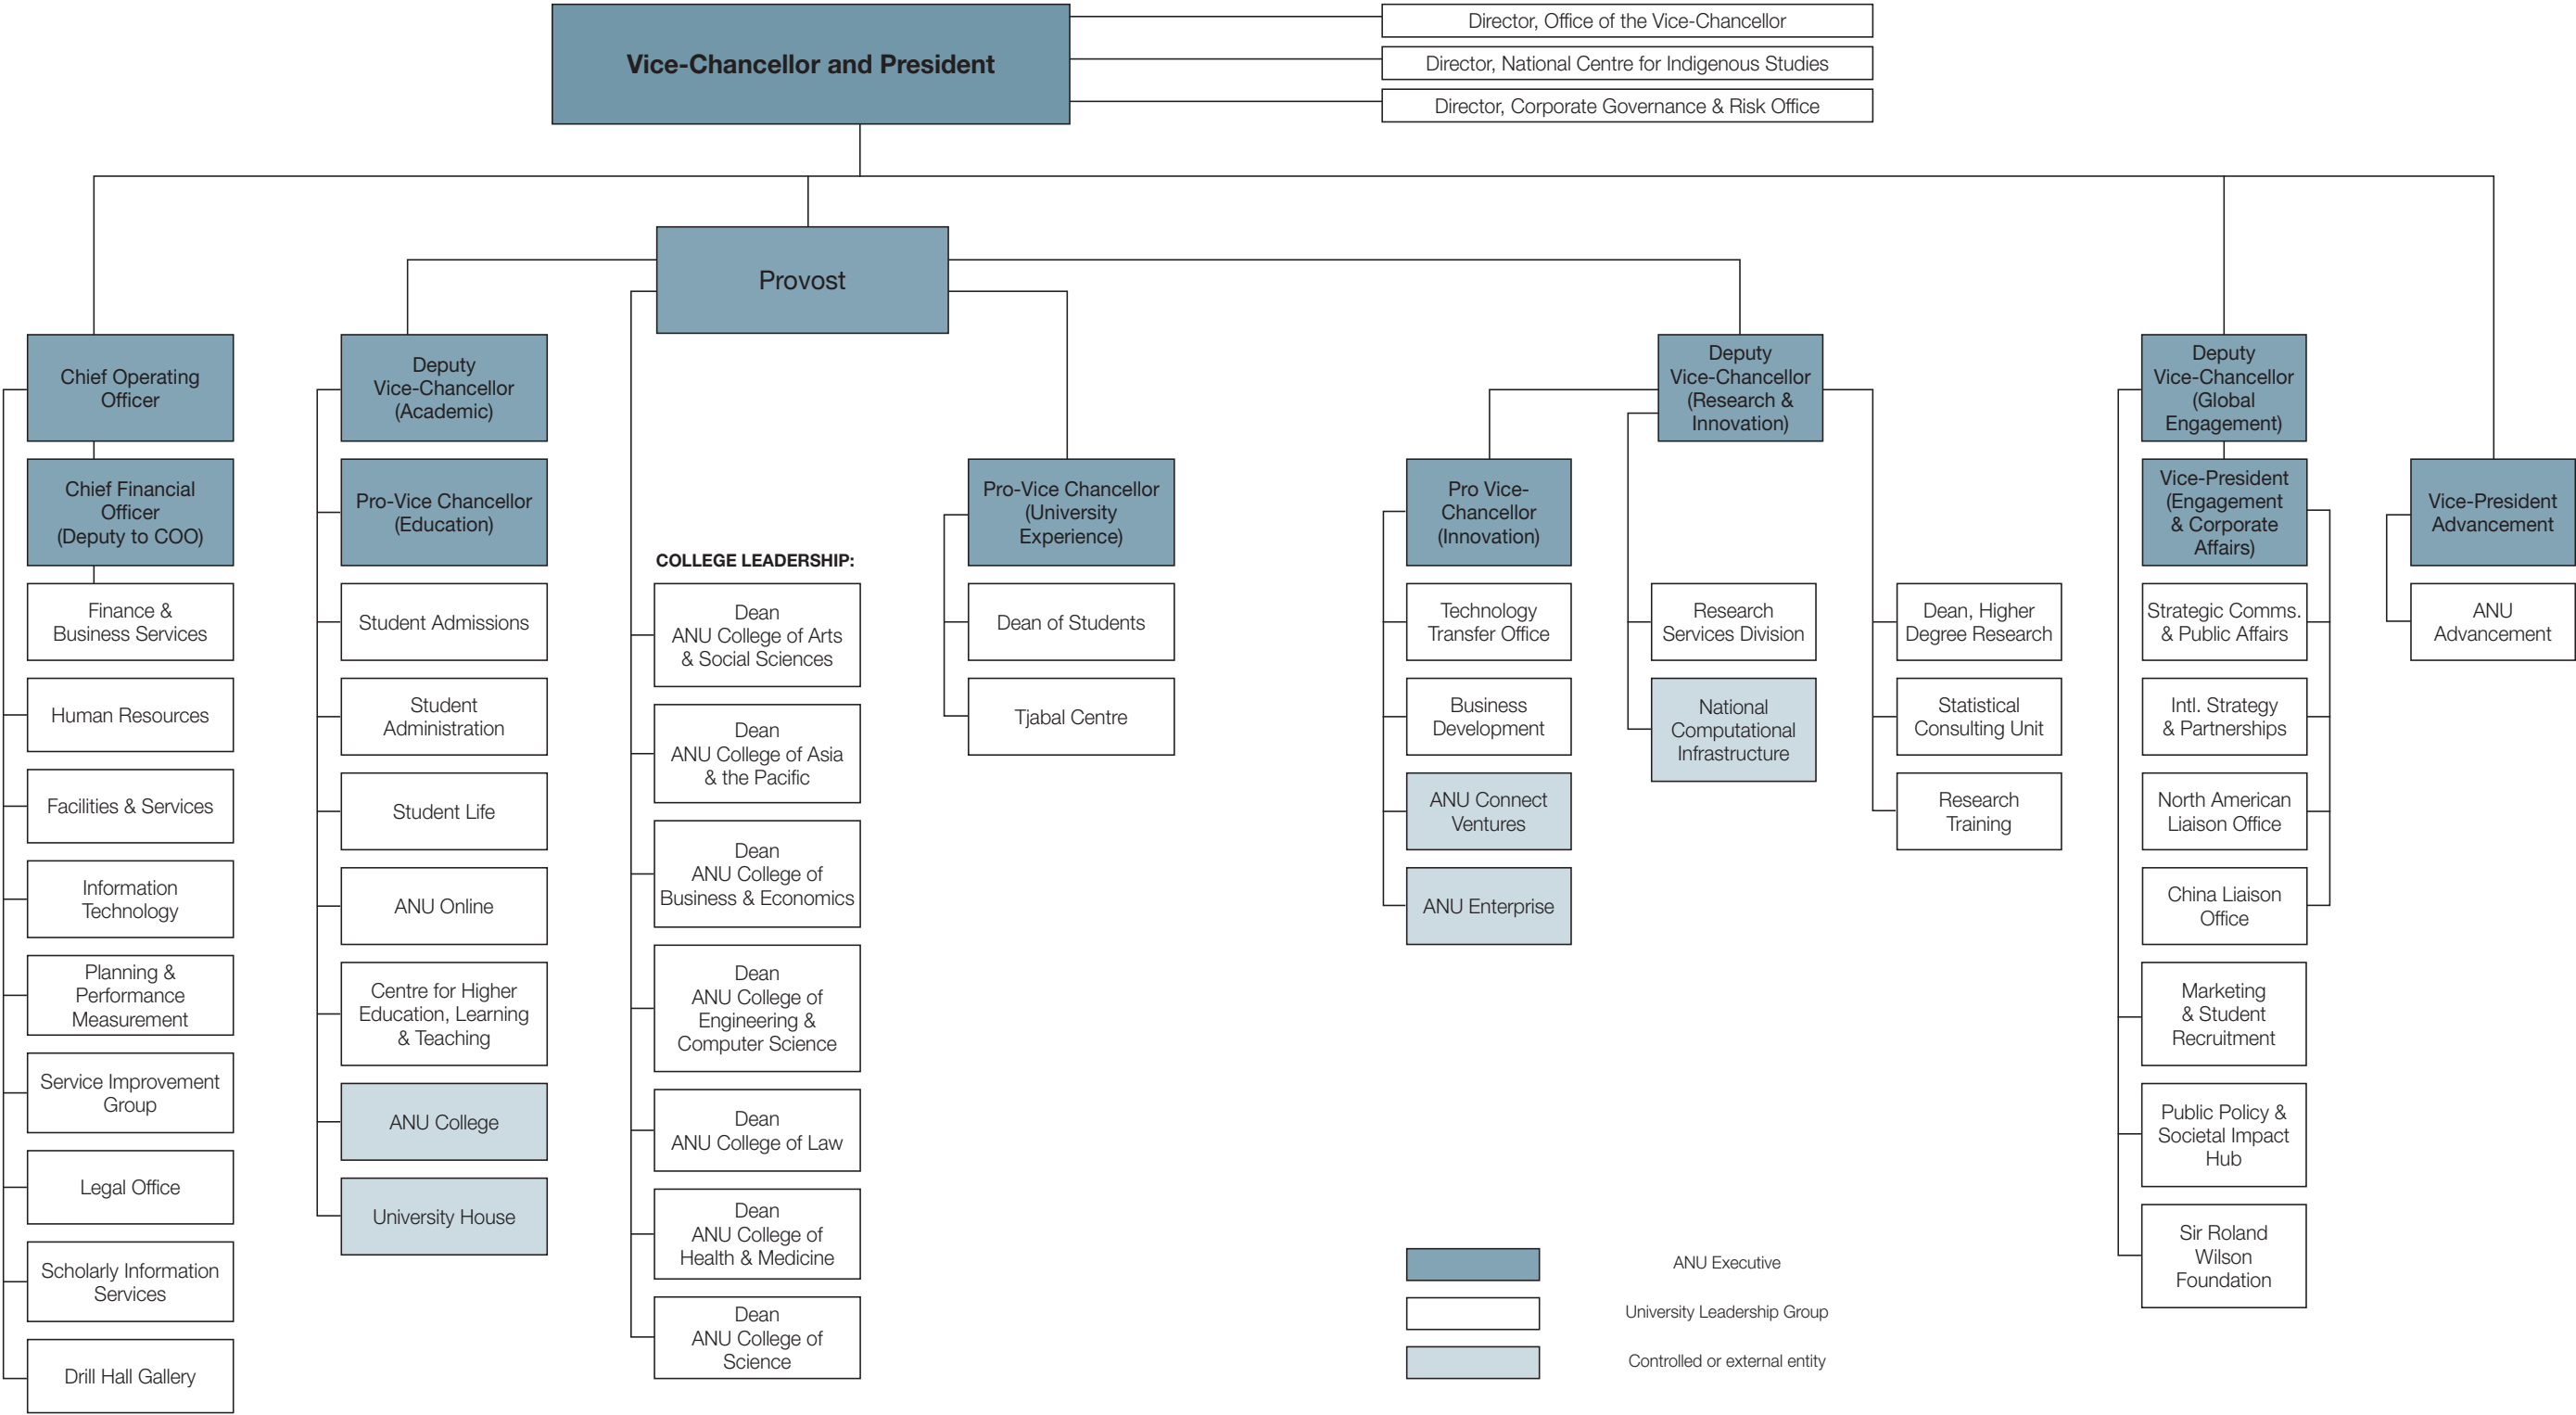 Vice-Chancellor and President
Director, Office of the Vice-Chancellor
Director, National Centre for Indigenous Studies
Director, Corporate Governance & Risk Office
Provost
Chief Operating
Officer
Chief Financial
Officer
(Deputy to COO)
Finance &
Business Services
Human Resources
Facilities & Services
Information
Technology
Planning &
Performance
Measurement
Service Improvement
Group
Legal Office
Scholarly Information
Services
Drill Hall Gallery
Deputy
Vice-Chancellor
(Academic)
Pro-Vice Chancellor
(Education)
Student Admissions
Student
Administration
Student Life
ANU Online
Centre for Higher
Education, Learning
& Teaching
ANU College
University House
COLLEGE LEADERSHIP:
Dean
ANU College of Arts
& Social Sciences
Dean
ANU College of Asia
& the Pacific
Dean
ANU College of
Business & Economics
Dean
ANU College of
Engineering &
Computer Science
Dean
ANU College of Law
Dean
ANU College of
Health & Medicine
Dean
ANU College of
Science
Pro-Vice Chancellor
(University
Experience)
Dean of Students
Tjabal Centre
Deputy
Vice-Chancellor
(Research &
Innovation)
Pro Vice-
Chancellor
(Innovation)
Technology
Transfer Office
Business
Development
ANU Connect
Ventures
ANU Enterprise
Research
Services Division
National
Computational
Infrastructure
Dean, Higher
Degree Research
Statistical
Consulting Unit
Research
Training
Deputy
Vice-Chancellor
(Global
Engagement)
Vice-President
(Engagement
& Corporate
Affairs)
Strategic Comms.
& Public Affairs
Intl. Strategy
& Partnerships
North American
Liaison Office
China Liaison
Office
Marketing
& Student
Recruitment
Public Policy &
Societal Impact
Hub
Sir Roland
Wilson
Foundation
Vice-President
Advancement
ANU
Advancement
ANU Executive
University Leadership Group
Controlled or external entity